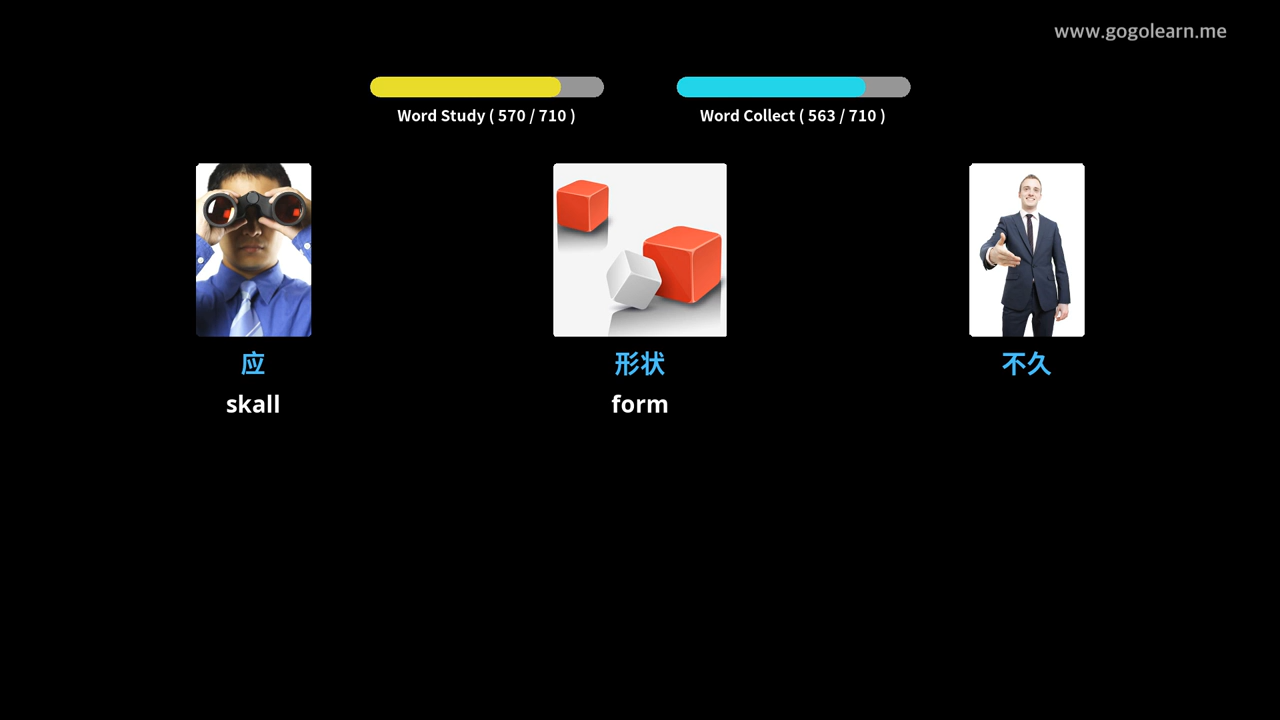 www.gogolearn.me
Word Study ( 570 / 710 )
Word Collect ( 563 / 710 )
应
形状
不久
skall
form